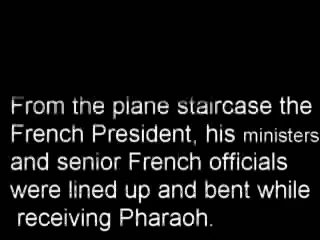 From the plane staircase the
French President, his ministers
and senior French officials
were lined up and bent while
receiving Pharaoh.